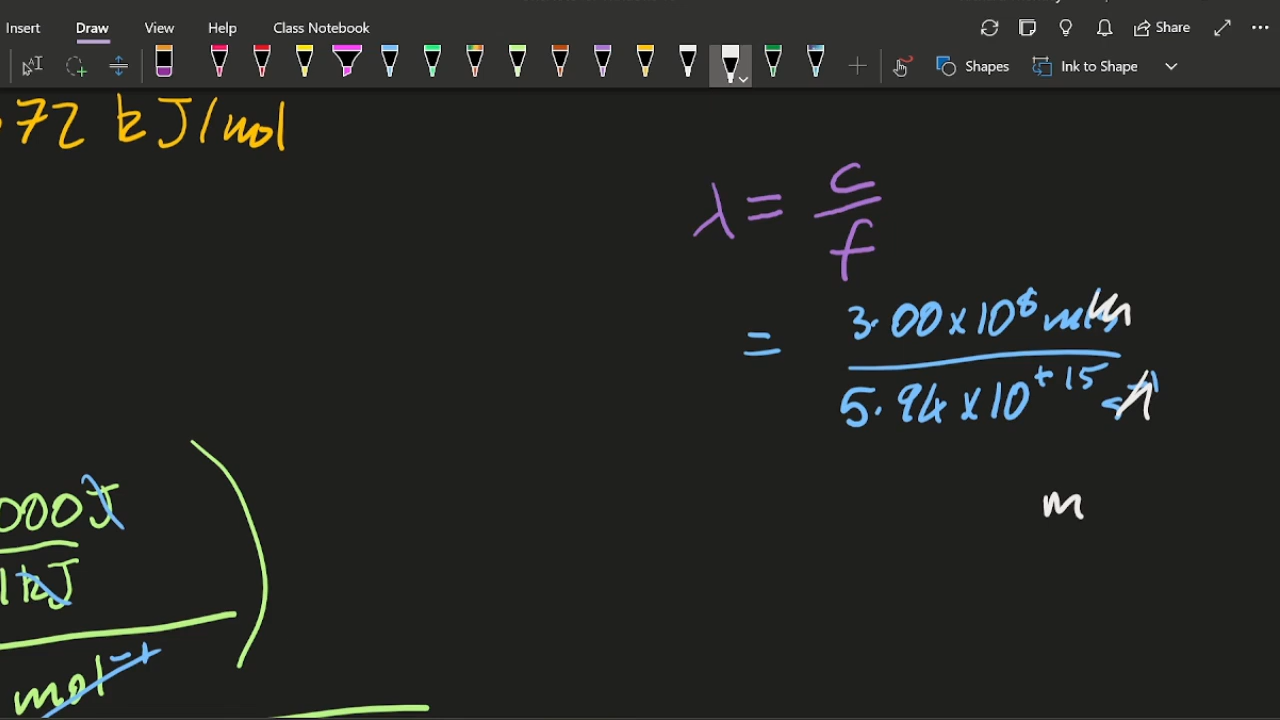 Insert Draw View Help Class Notebook Share
Shapes Ink to Shape
72 kJ/mol
λ = c/f
= 3.00 x 10⁸ m/s
5.94 x 10⁺¹⁵ s⁻¹
m
000 J
1 kJ
mol⁻¹